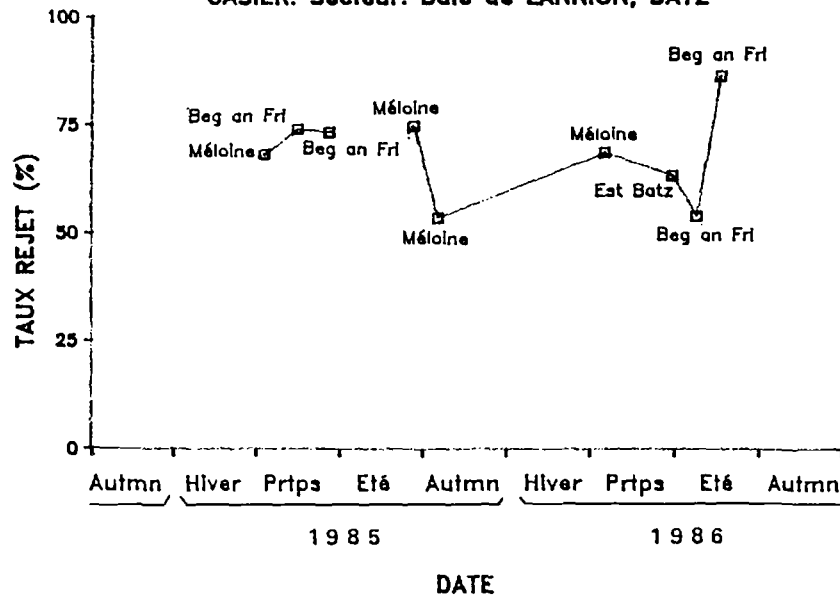 CASIER. Secteur: Baie de LANNION, BATZ
100
Beg an Fri
Méloine
Beg an Fri
75
Méloine
Méloine
Beg an Fri
Est Batz
TAUX REJET (%)
50
Méloine
Beg an Fri
25
0
Autmn Hiver Prtps Eté Autmn Hiver Prtps Eté Autmn
1985 1986
DATE